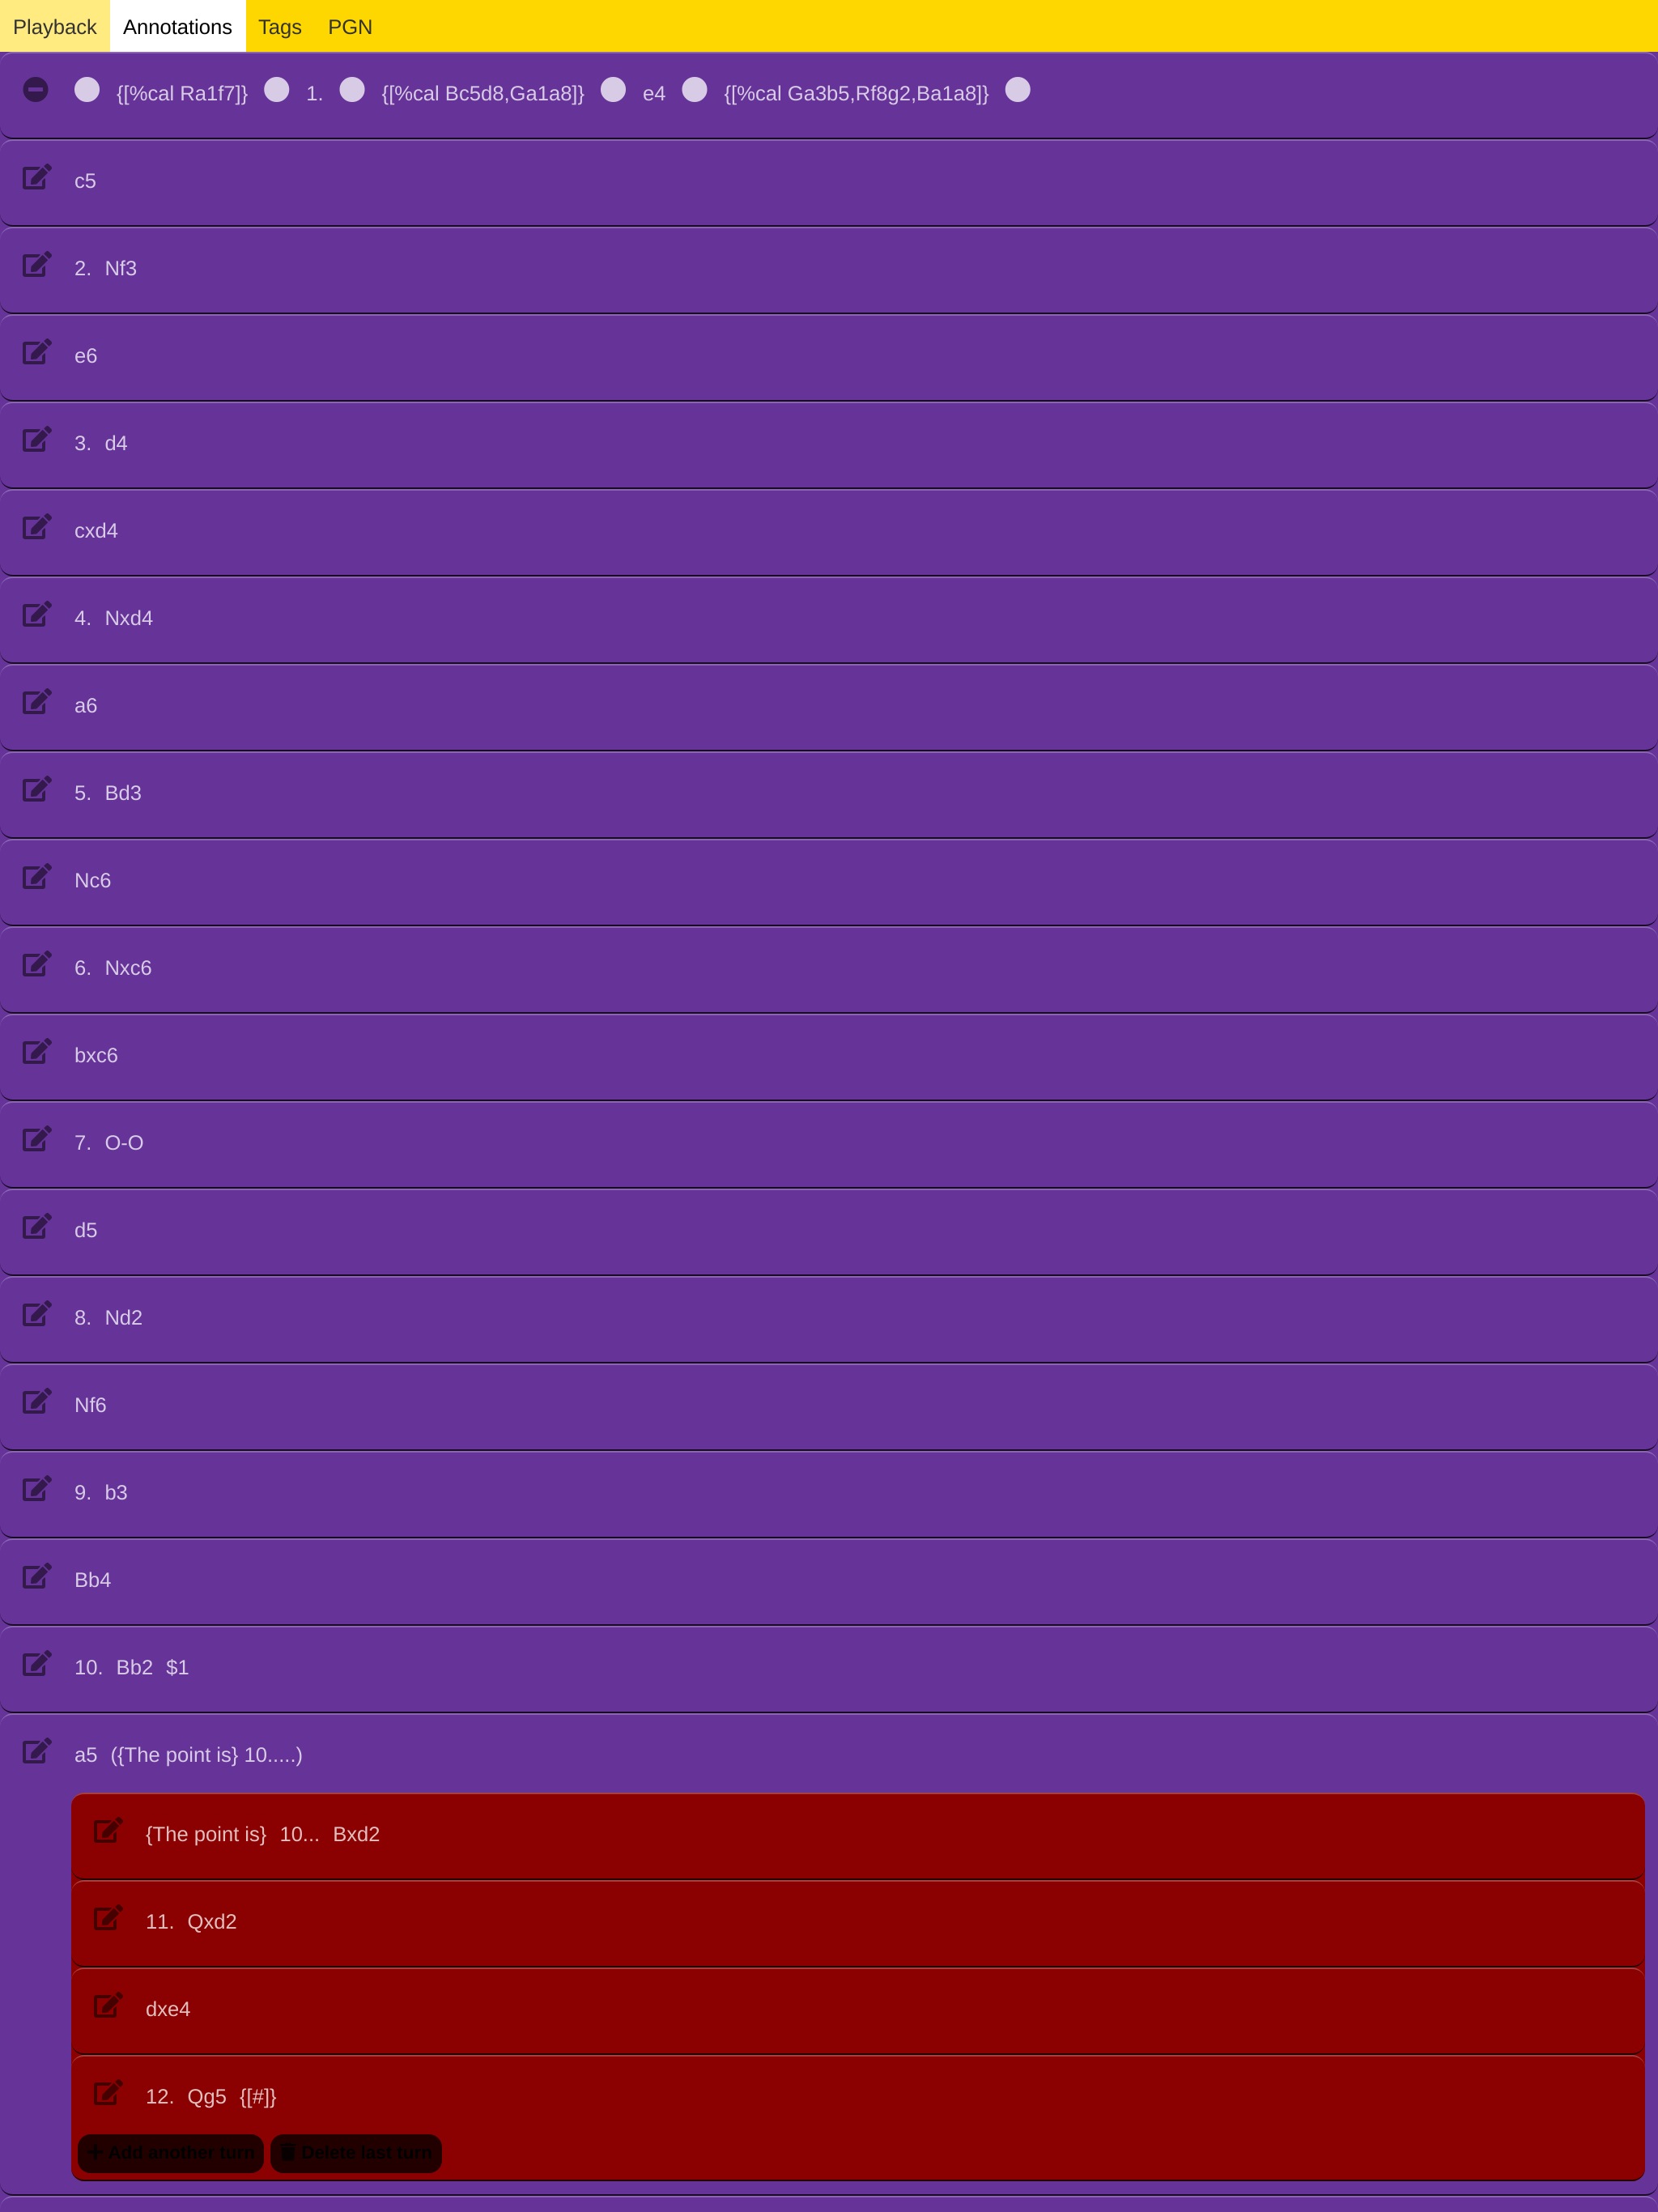 Playback Annotations Tags PGN
{[%cal Ra1f7]} 1. {[%cal Bc5d8,Ga1a8]} e4 {[%cal Ga3b5,Rf8g2,Ba1a8]}
c5
2. Nf3
e6
3. d4
cxd4
4. Nxd4
a6
5. Bd3
Nc6
6. Nxc6
bxc6
7. O-O
d5
8. Nd2
Nf6
9. b3
Bb4
10. Bb2 $1
a5 ({The point is} 10.....)
{The point is} 10... Bxd2
11. Qxd2
dxe4
12. Qg5 {[#]}
Add another turn Delete last turn